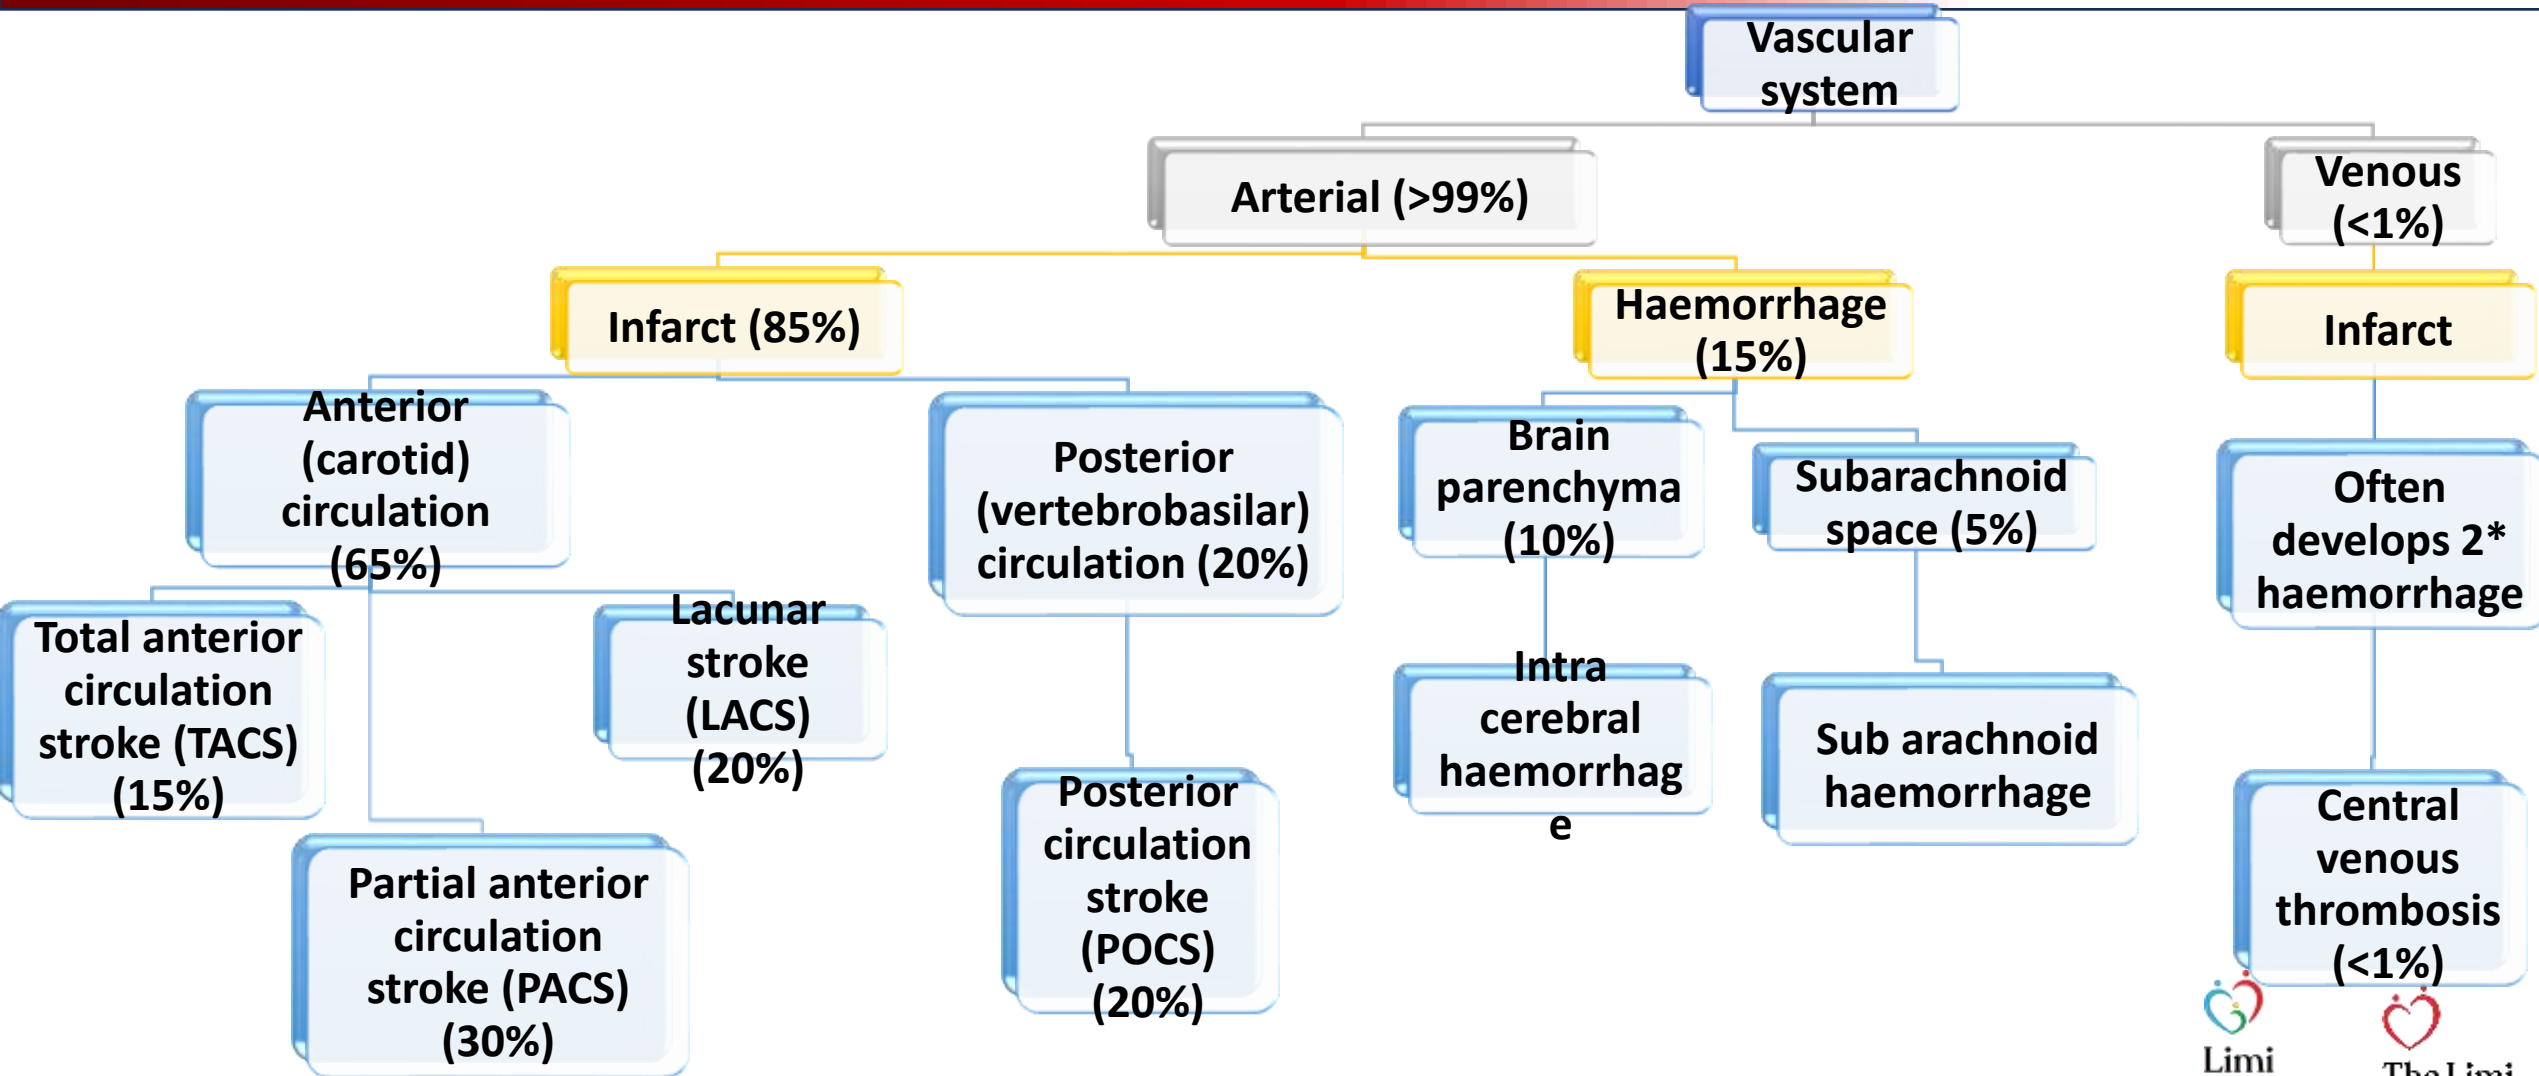 Vascular
system
Arterial (>99%)
Venous
(<1%)
Infarct (85%)
Haemorrhage
(15%)
Infarct
Anterior
(carotid)
circulation
(65%)
Posterior
(vertebrobasilar)
circulation (20%)
Brain
parenchyma
(10%)
Subarachnoid
space (5%)
Often
develops 2*
haemorrhage
Total anterior
circulation
stroke (TACS)
(15%)
Lacunar
stroke
(LACS)
(20%)
Partial anterior
circulation
stroke (PACS)
(30%)
Posterior
circulation
stroke
(POCS)
(20%)
Intra
cerebral
haemorrhag
e
Sub arachnoid
haemorrhage
Central
venous
thrombosis
(<1%)
Limi
The Limi